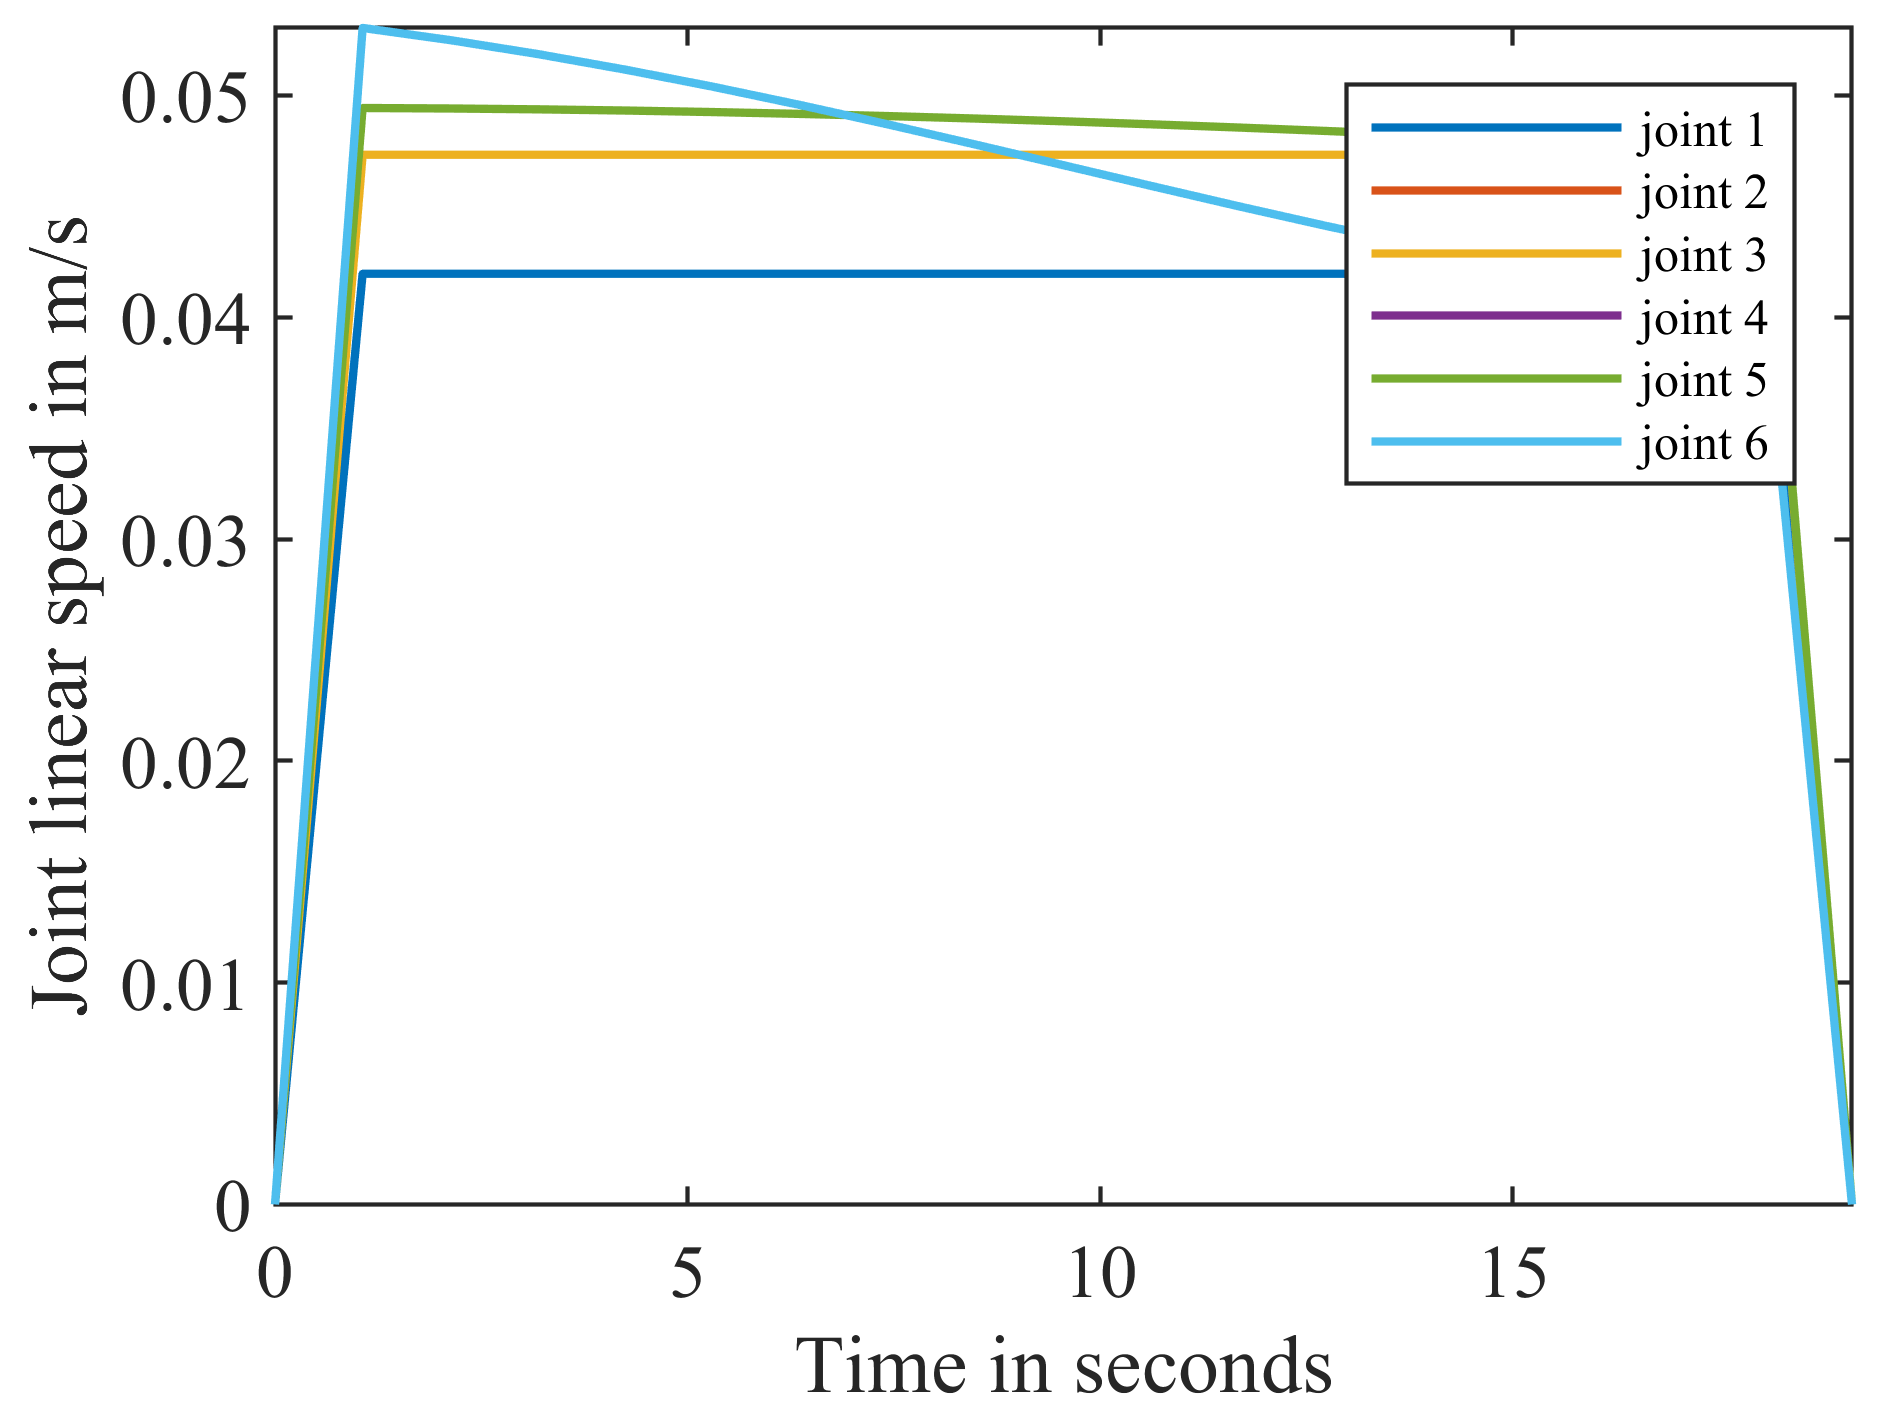 Joint linear speed in m/s
0.05
0.04
0.03
0.02
0.01
0
joint 1
joint 2
joint 3
joint 4
joint 5
joint 6
0 5 10 15
Time in seconds